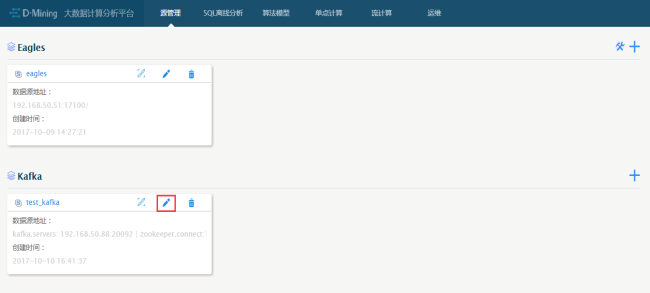 D-Mining 大数据计算分析平台 源管理 SQL离线分析 算法模型 单点计算 流计算 运维
Eagles
eagles
数据源地址：
192.168.50.51:17100/
创建时间：
2017-10-09 14:27:21
Kafka
test_kafka
数据源地址：
kafka.servers: 192.168.50.88:20092 | zookeeper.connect:
创建时间：
2017-10-10 16:41:37